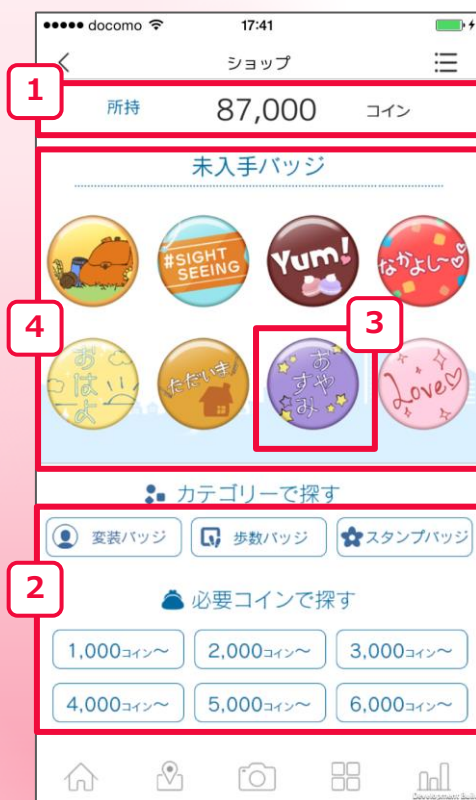 docomo 17:41
ショップ
1
所持 87,000 コイン
未入手バッジ
#SIGHT SEEING
Yum!
なかよし〜
4
3
おはよ
ただいま!
おやすみ
Love
カテゴリーで探す
変装バッジ 歩数バッジ スタンプバッジ
2
必要コインで探す
1,000コイン〜 2,000コイン〜 3,000コイン〜
4,000コイン〜 5,000コイン〜 6,000コイン〜
Development Build